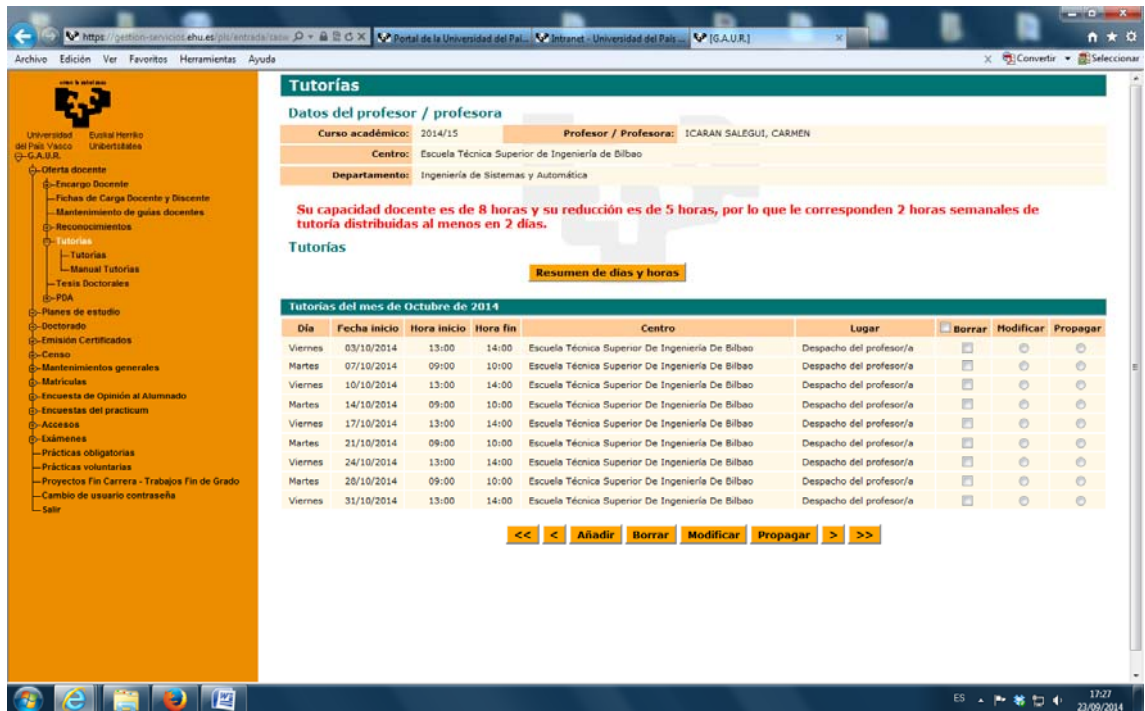 https://gestion-servicios.ehu.es/pls/entrada/
Portal de la Universidad del Paí...
Intranet - Universidad del País ...
[G.A.U.R.]
Archivo Edición Ver Favoritos Herramientas Ayuda
Convertir
Seleccionar
Universidad del País Vasco
Euskal Herriko Unibertsitatea
G.A.U.R.
Oferta docente
Encargo Docente
Fichas de Carga Docente y Discente
Mantenimiento de guías docentes
Reconocimientos
Tutorías
Tutorías
Manual Tutorías
Tesis Doctorales
PDA
Planes de estudio
Doctorado
Emisión Certificados
Censo
Mantenimientos generales
Matrículas
Encuesta de Opinión al Alumnado
Encuestas del practicum
Accesos
Exámenes
Prácticas obligatorias
Prácticas voluntarias
Proyectos Fin Carrera - Trabajos Fin de Grado
Cambio de usuario contraseña
Salir
Tutorías
Datos del profesor / profesora
Curso académico: 2014/15 Profesor / Profesora: ICARAN SALEGUI, CARMEN
Centro: Escuela Técnica Superior de Ingeniería de Bilbao
Departamento: Ingeniería de Sistemas y Automática
Su capacidad docente es de 8 horas y su reducción es de 5 horas, por lo que le corresponden 2 horas semanales de
tutoría distribuidas al menos en 2 días.
Tutorías
Resumen de días y horas
Tutorías del mes de Octubre de 2014
Día Fecha inicio Hora inicio Hora fin Centro Lugar Borrar Modificar Propagar
Viernes 03/10/2014 13:00 14:00 Escuela Técnica Superior De Ingeniería De Bilbao Despacho del profesor/a
Martes 07/10/2014 09:00 10:00 Escuela Técnica Superior De Ingeniería De Bilbao Despacho del profesor/a
Viernes 10/10/2014 13:00 14:00 Escuela Técnica Superior De Ingeniería De Bilbao Despacho del profesor/a
Martes 14/10/2014 09:00 10:00 Escuela Técnica Superior De Ingeniería De Bilbao Despacho del profesor/a
Viernes 17/10/2014 13:00 14:00 Escuela Técnica Superior De Ingeniería De Bilbao Despacho del profesor/a
Martes 21/10/2014 09:00 10:00 Escuela Técnica Superior De Ingeniería De Bilbao Despacho del profesor/a
Viernes 24/10/2014 13:00 14:00 Escuela Técnica Superior De Ingeniería De Bilbao Despacho del profesor/a
Martes 28/10/2014 09:00 10:00 Escuela Técnica Superior De Ingeniería De Bilbao Despacho del profesor/a
Viernes 31/10/2014 13:00 14:00 Escuela Técnica Superior De Ingeniería De Bilbao Despacho del profesor/a
<< < Añadir Borrar Modificar Propagar > >>
ES
17:27
23/09/2014